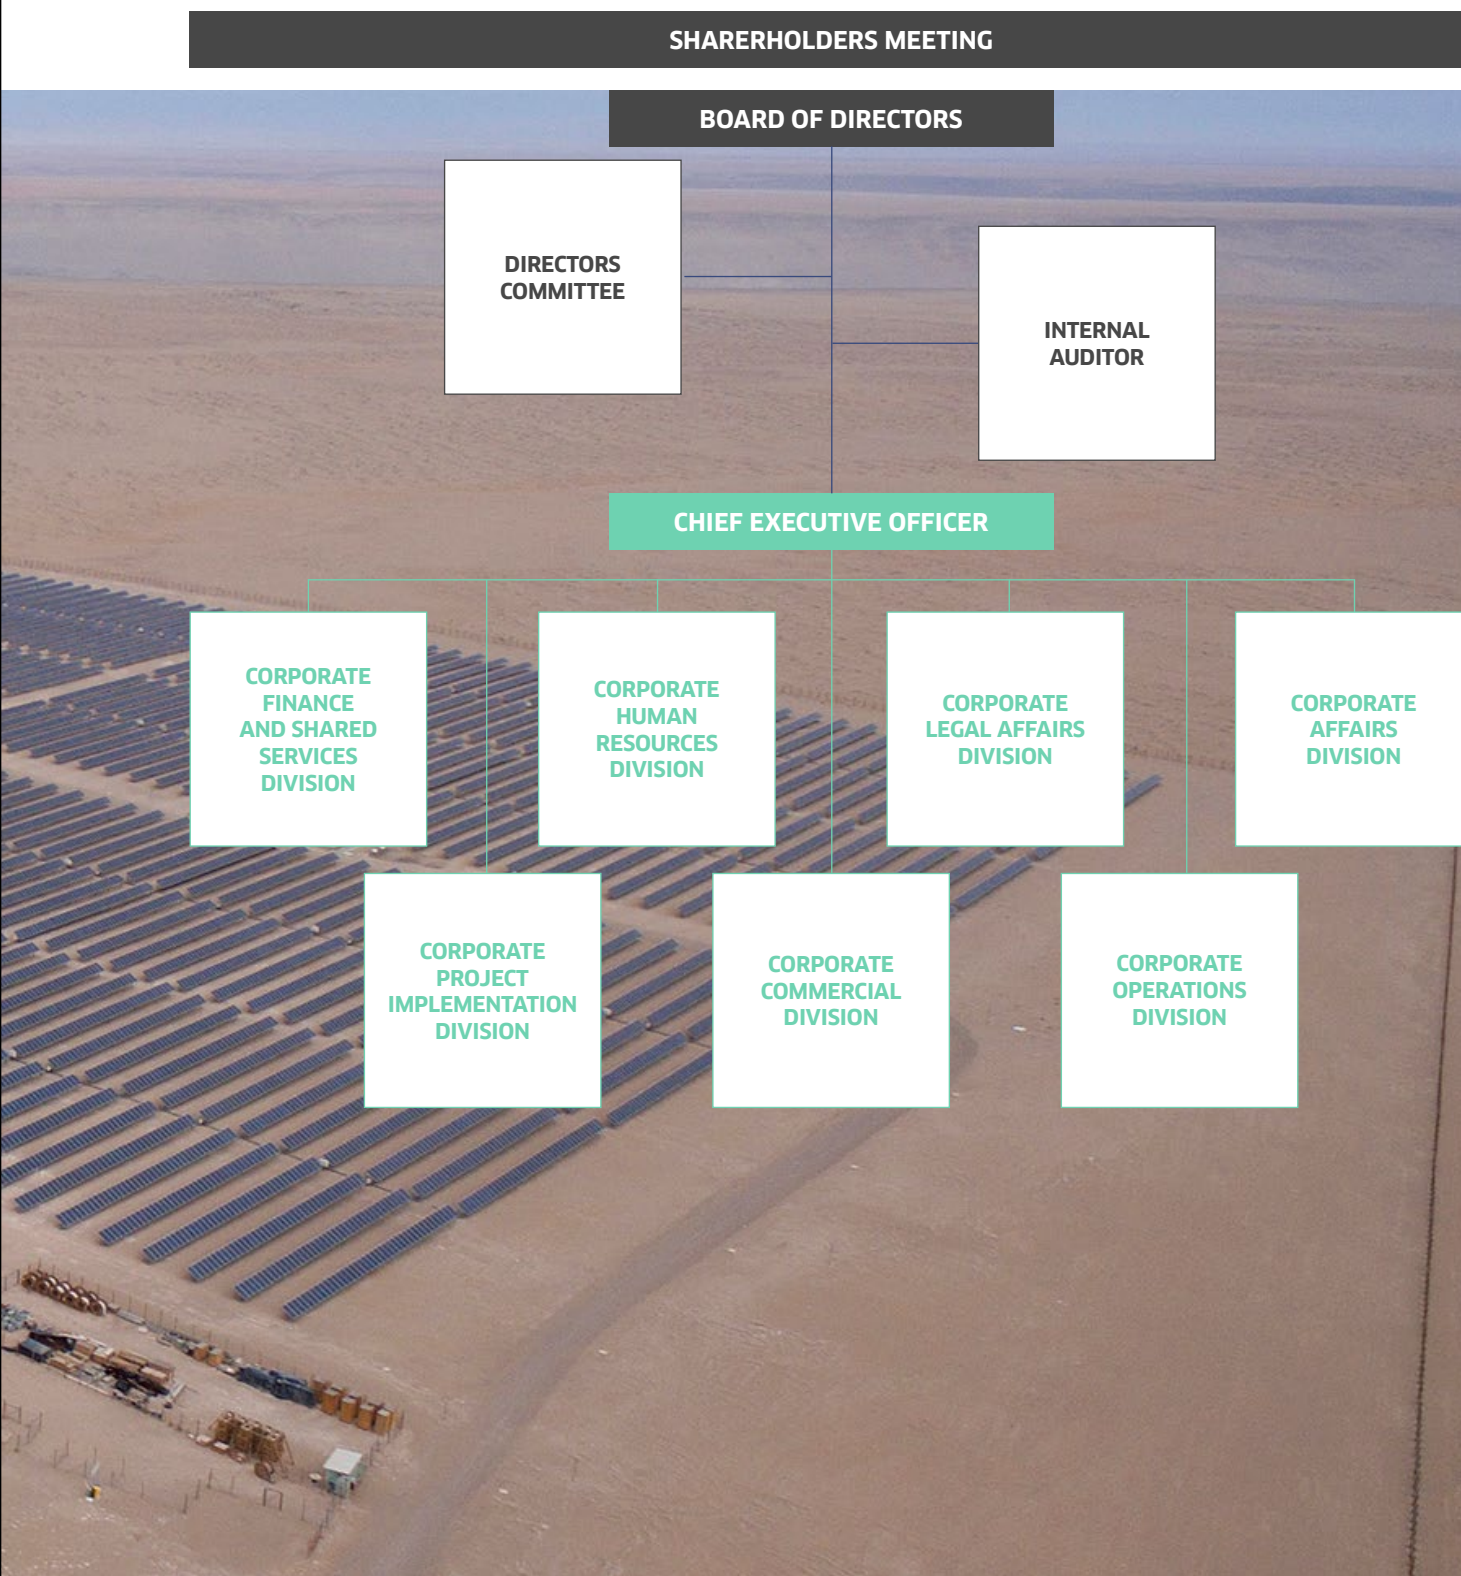 SHARERHOLDERS MEETING
BOARD OF DIRECTORS
DIRECTORS
COMMITTEE
INTERNAL
AUDITOR
CHIEF EXECUTIVE OFFICER
CORPORATE
FINANCE
AND SHARED
SERVICES
DIVISION
CORPORATE
HUMAN
RESOURCES
DIVISION
CORPORATE
LEGAL AFFAIRS
DIVISION
CORPORATE
AFFAIRS
DIVISION
CORPORATE
PROJECT
IMPLEMENTATION
DIVISION
CORPORATE
COMMERCIAL
DIVISION
CORPORATE
OPERATIONS
DIVISION